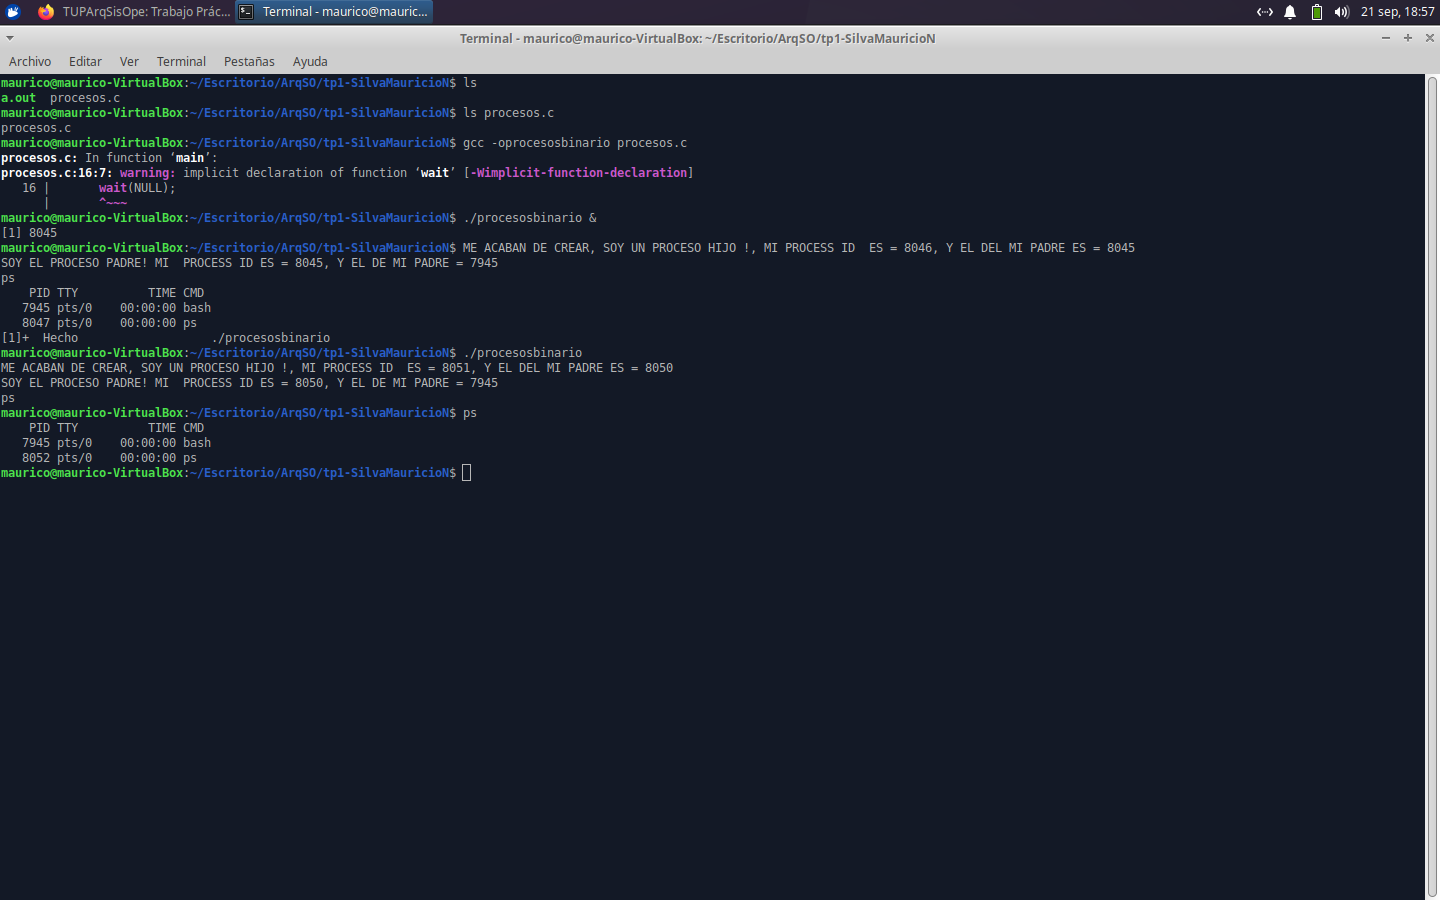 TUPArqSisOpe: Trabajo Prác... Terminal - maurico@mauric... 21 sep, 18:57
Terminal - maurico@maurico-VirtualBox: ~/Escritorio/ArqSO/tp1-SilvaMauricioN
Archivo Editar Ver Terminal Pestañas Ayuda
maurico@maurico-VirtualBox:~/Escritorio/ArqSO/tp1-SilvaMauricioN$ ls
a.out  procesos.c
maurico@maurico-VirtualBox:~/Escritorio/ArqSO/tp1-SilvaMauricioN$ ls procesos.c
procesos.c
maurico@maurico-VirtualBox:~/Escritorio/ArqSO/tp1-SilvaMauricioN$ gcc -oprocesosbinario procesos.c
procesos.c: In function ‘main’:
procesos.c:16:7: warning: implicit declaration of function ‘wait’ [-Wimplicit-function-declaration]
   16 |       wait(NULL);
      |       ^~~~
maurico@maurico-VirtualBox:~/Escritorio/ArqSO/tp1-SilvaMauricioN$ ./procesosbinario &
[1] 8045
maurico@maurico-VirtualBox:~/Escritorio/ArqSO/tp1-SilvaMauricioN$ ME ACABAN DE CREAR, SOY UN PROCESO HIJO !, MI PROCESS ID  ES = 8046, Y EL DEL MI PADRE ES = 8045
SOY EL PROCESO PADRE! MI  PROCESS ID ES = 8045, Y EL DE MI PADRE = 7945
ps
    PID TTY          TIME CMD
   7945 pts/0    00:00:00 bash
   8047 pts/0    00:00:00 ps
[1]+  Hecho                   ./procesosbinario
maurico@maurico-VirtualBox:~/Escritorio/ArqSO/tp1-SilvaMauricioN$ ./procesosbinario
ME ACABAN DE CREAR, SOY UN PROCESO HIJO !, MI PROCESS ID  ES = 8051, Y EL DEL MI PADRE ES = 8050
SOY EL PROCESO PADRE! MI  PROCESS ID ES = 8050, Y EL DE MI PADRE = 7945
ps
maurico@maurico-VirtualBox:~/Escritorio/ArqSO/tp1-SilvaMauricioN$ ps
    PID TTY          TIME CMD
   7945 pts/0    00:00:00 bash
   8052 pts/0    00:00:00 ps
maurico@maurico-VirtualBox:~/Escritorio/ArqSO/tp1-SilvaMauricioN$